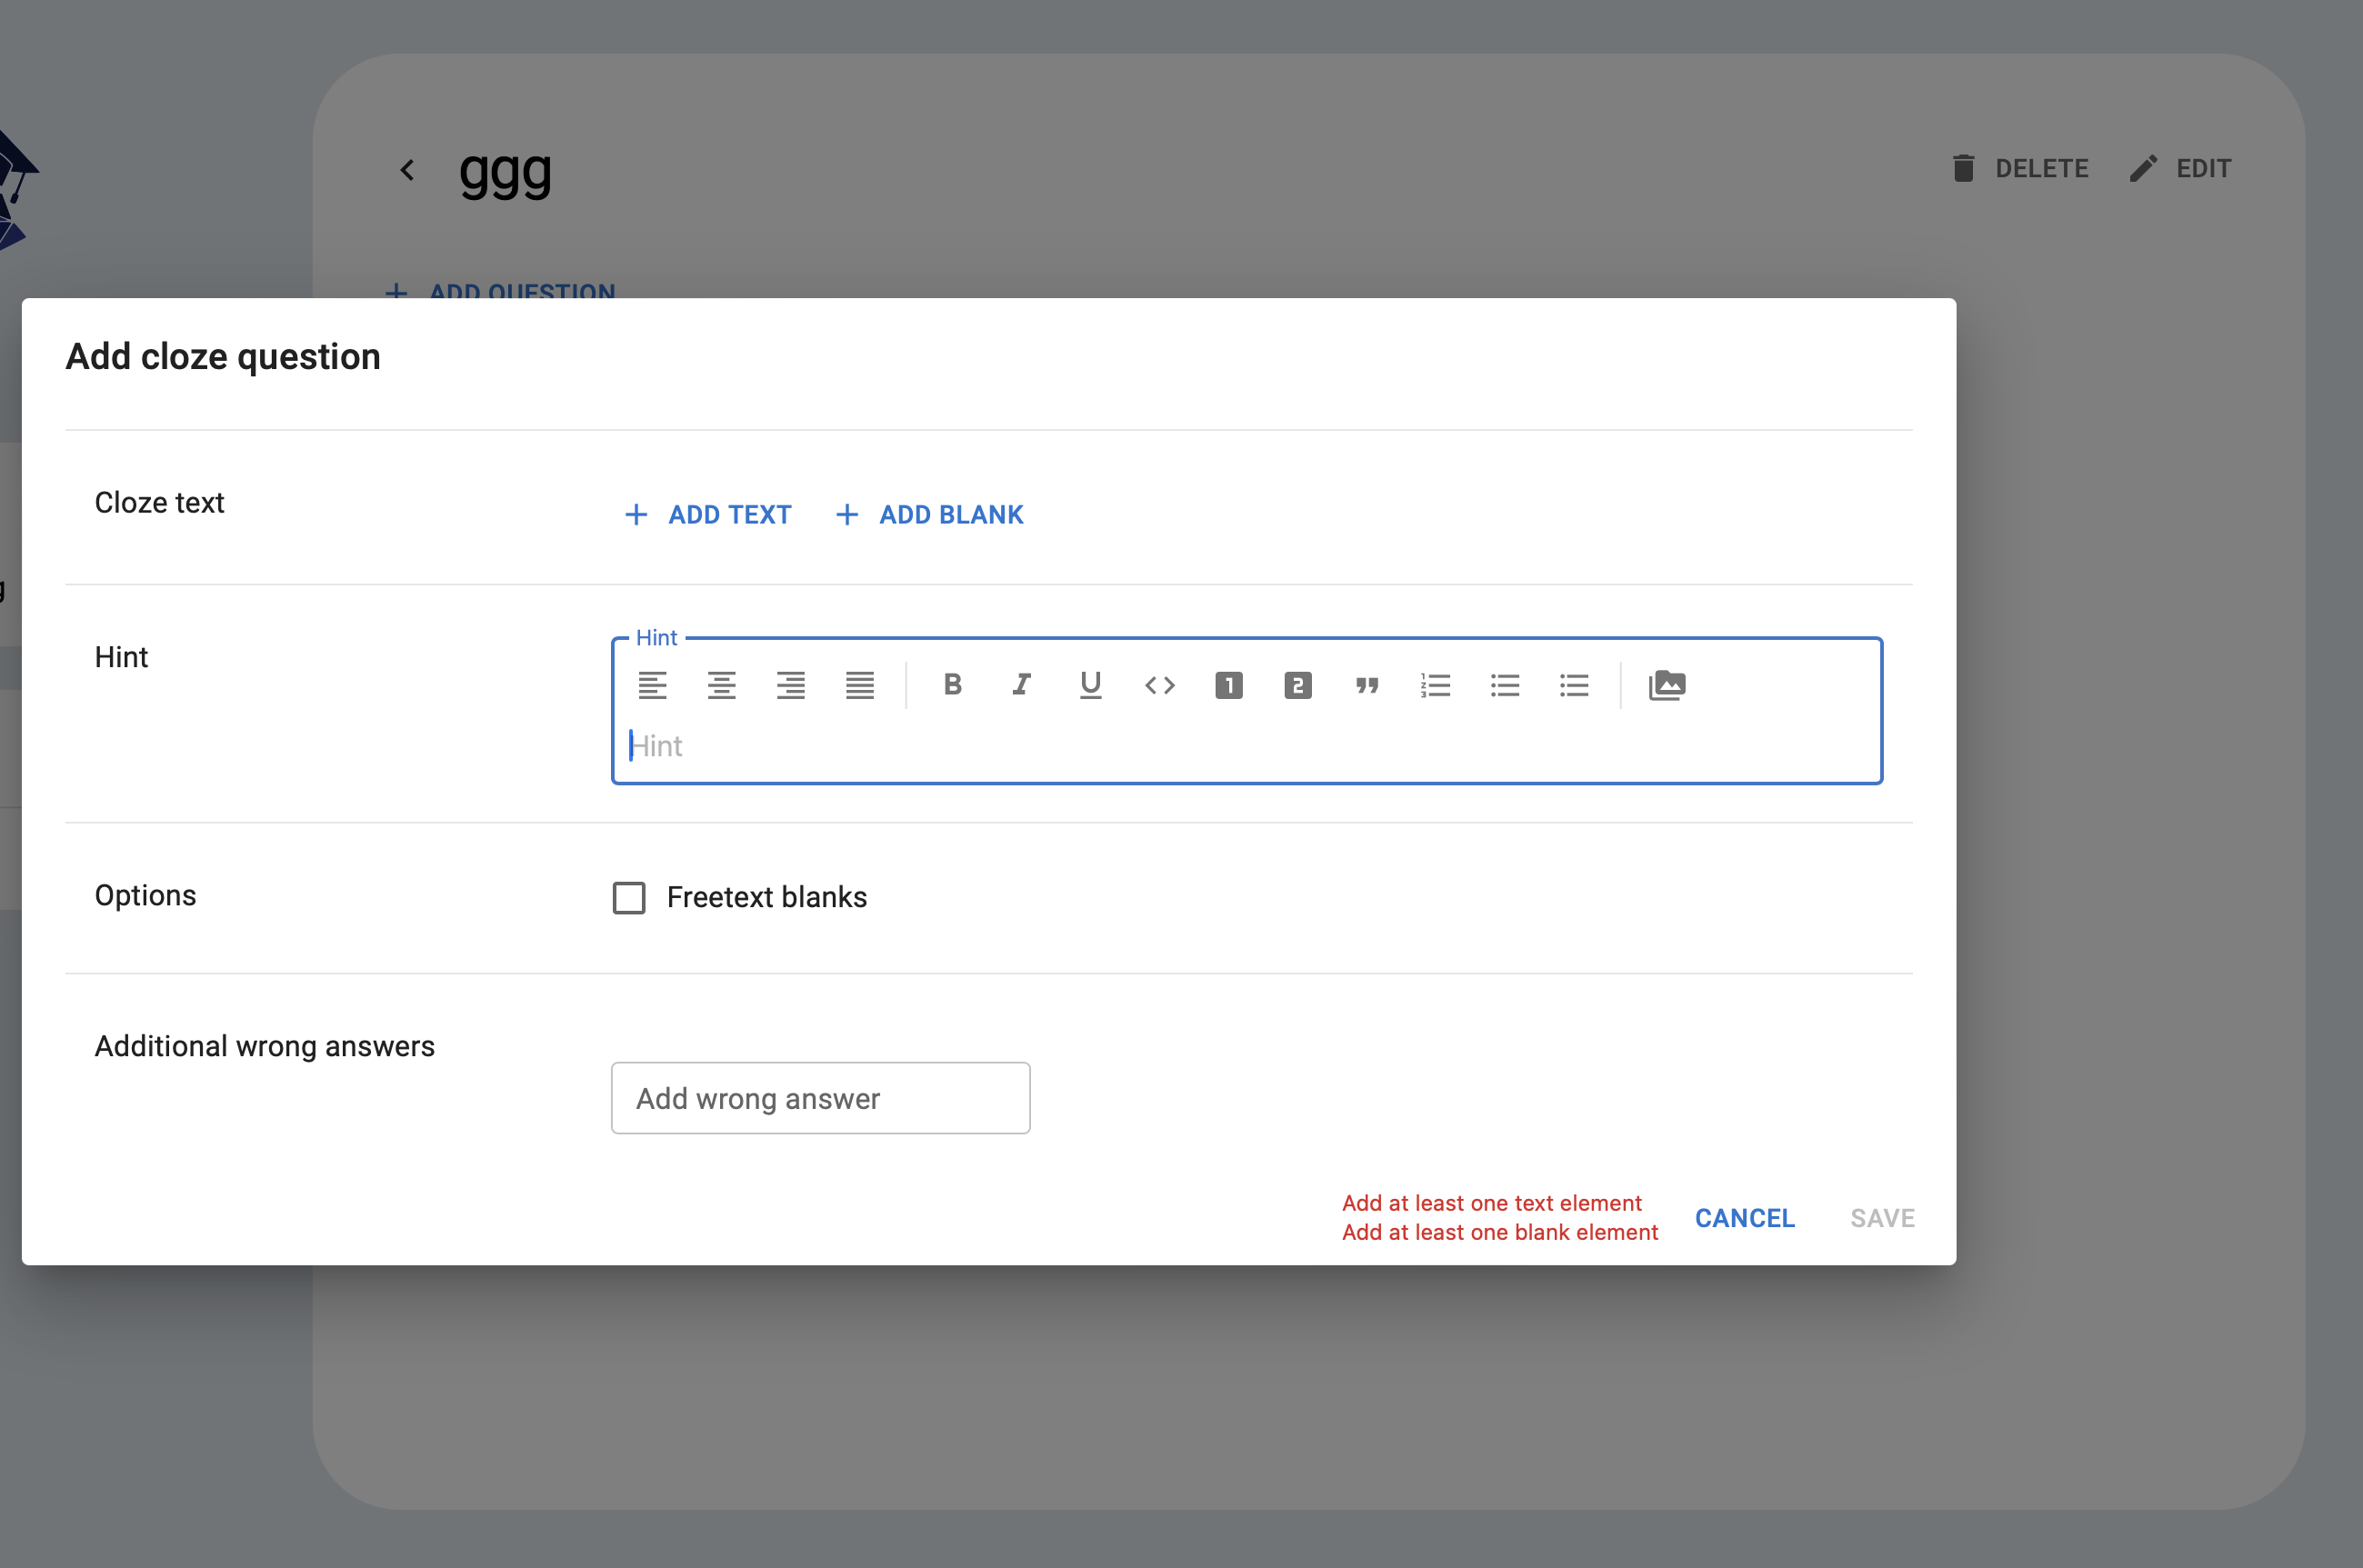 ggg
DELETE
EDIT
ADD QUESTION
Add cloze question
Cloze text
ADD TEXT
ADD BLANK
Hint
Hint
Hint
Options
Freetext blanks
Additional wrong answers
Add wrong answer
Add at least one text element
Add at least one blank element
CANCEL
SAVE